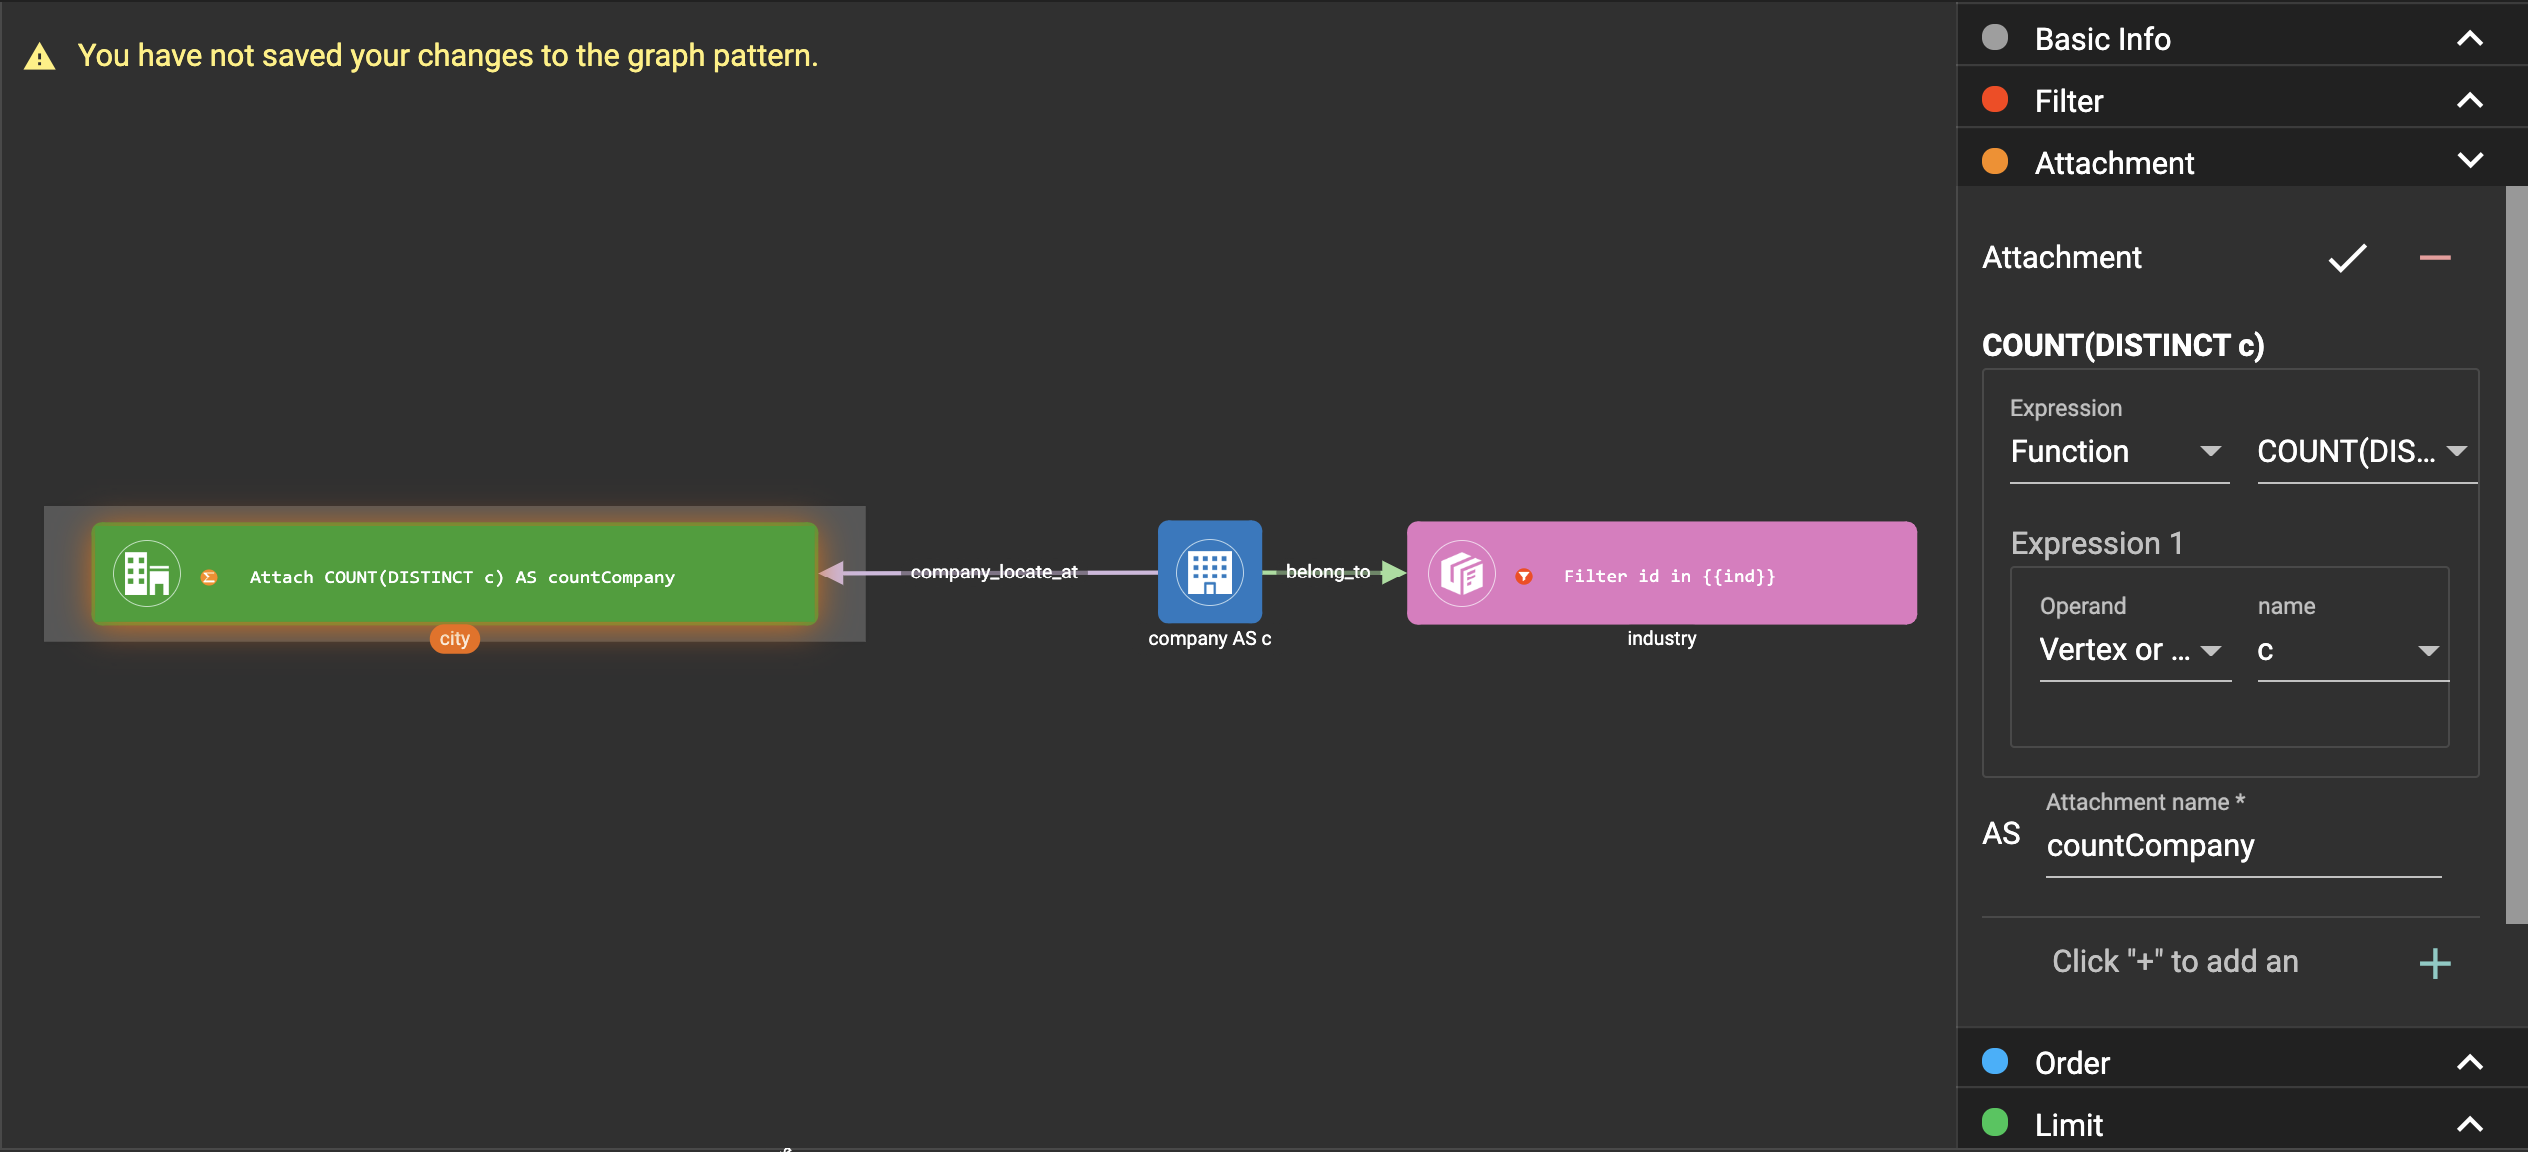 You have not saved your changes to the graph pattern.
Attach COUNT(DISTINCT c) AS countCompany
city
company_locate_at
company AS c
belong_to
Filter id in {{ind}}
industry
Basic Info
Filter
Attachment
Attachment
COUNT(DISTINCT c)
Expression
Function COUNT(DIS...
Expression 1
Operand name
Vertex or ... c
Attachment name *
AS countCompany
Click "+" to add an
Order
Limit